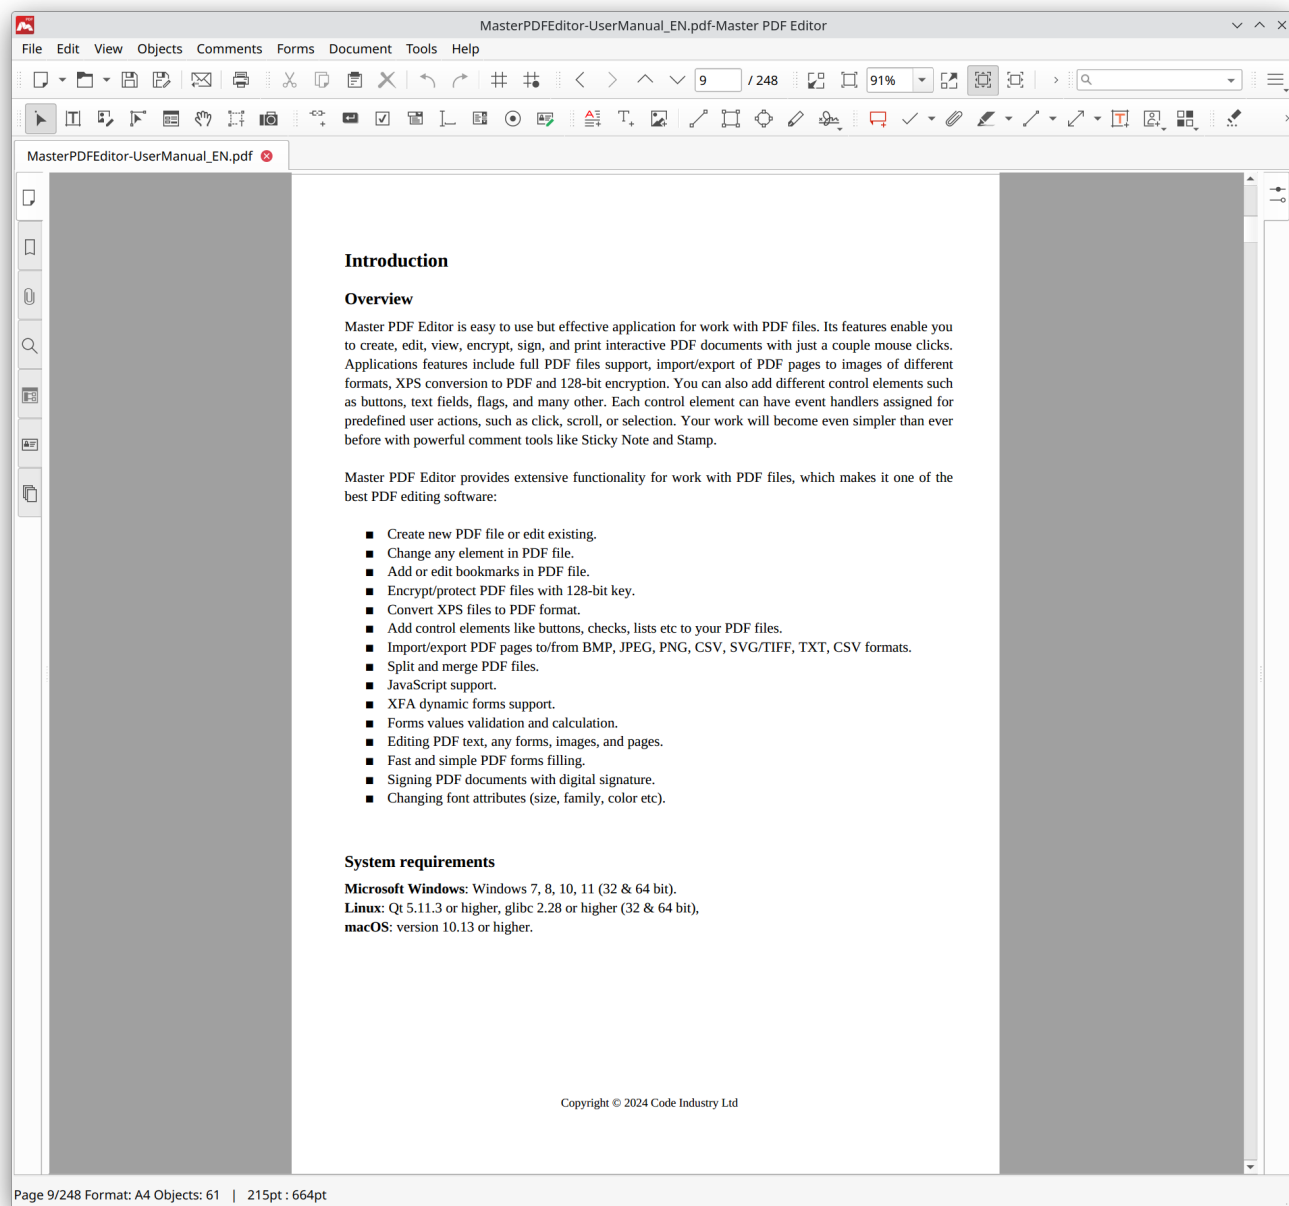 MasterPDFEditor-UserManual_EN.pdf-Master PDF Editor
File Edit View Objects Comments Forms Document Tools Help
9 / 248 91%
MasterPDFEditor-UserManual_EN.pdf
Introduction
Overview
Master PDF Editor is easy to use but effective application for work with PDF files. Its features enable you
to create, edit, view, encrypt, sign, and print interactive PDF documents with just a couple mouse clicks.
Applications features include full PDF files support, import/export of PDF pages to images of different
formats, XPS conversion to PDF and 128-bit encryption. You can also add different control elements such
as buttons, text fields, flags, and many other. Each control element can have event handlers assigned for
predefined user actions, such as click, scroll, or selection. Your work will become even simpler than ever
before with powerful comment tools like Sticky Note and Stamp.
Master PDF Editor provides extensive functionality for work with PDF files, which makes it one of the
best PDF editing software:
■ Create new PDF file or edit existing.
■ Change any element in PDF file.
■ Add or edit bookmarks in PDF file.
■ Encrypt/protect PDF files with 128-bit key.
■ Convert XPS files to PDF format.
■ Add control elements like buttons, checks, lists etc to your PDF files.
■ Import/export PDF pages to/from BMP, JPEG, PNG, CSV, SVG/TIFF, TXT, CSV formats.
■ Split and merge PDF files.
■ JavaScript support.
■ XFA dynamic forms support.
■ Forms values validation and calculation.
■ Editing PDF text, any forms, images, and pages.
■ Fast and simple PDF forms filling.
■ Signing PDF documents with digital signature.
■ Changing font attributes (size, family, color etc).
System requirements
Microsoft Windows: Windows 7, 8, 10, 11 (32 & 64 bit).
Linux: Qt 5.11.3 or higher, glibc 2.28 or higher (32 & 64 bit),
macOS: version 10.13 or higher.
Copyright © 2024 Code Industry Ltd
Page 9/248 Format: A4 Objects: 61 | 215pt : 664pt